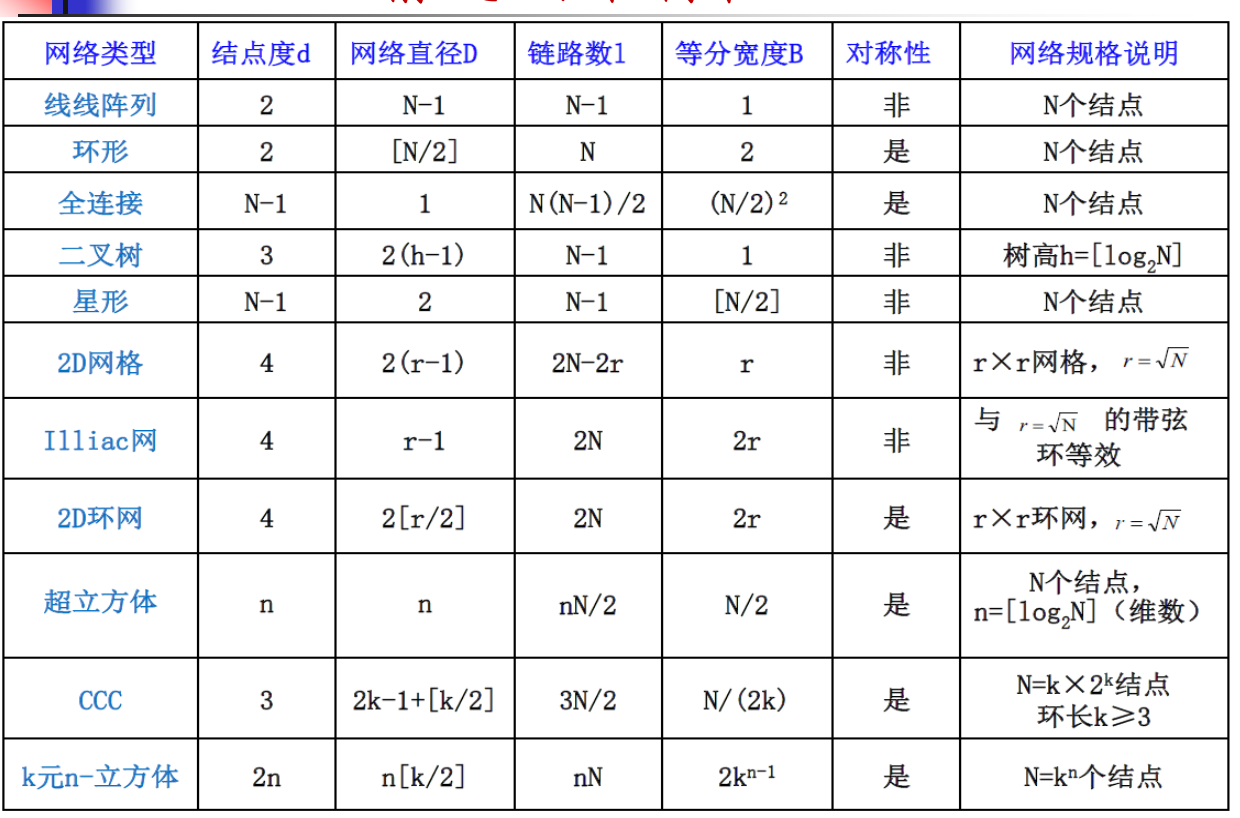 网络类型 结点度d 网络直径D 链路数l 等分宽度B 对称性 网络规格说明
线线阵列 2 N-1 N-1 1 非 N个结点
环形 2 [N/2] N 2 是 N个结点
全连接 N-1 1 N(N-1)/2 (N/2)² 是 N个结点
二叉树 3 2(h-1) N-1 1 非 树高h=[log₂N]
星形 N-1 2 N-1 [N/2] 非 N个结点
2D网格 4 2(r-1) 2N-2r r 非 r×r网格，r=√N
Illiac网 4 r-1 2N 2r 非 与 r=√N 的带弦
环等效
2D环网 4 2[r/2] 2N 2r 是 r×r环网，r=√N
超立方体 n n nN/2 N/2 是 N个结点，
n=[log₂N]（维数）
CCC 3 2k-1+[k/2] 3N/2 N/(2k) 是 N=k×2ᵏ结点
环长k≥3
k元n-立方体 2n n[k/2] nN 2kⁿ⁻¹ 是 N=kⁿ个结点